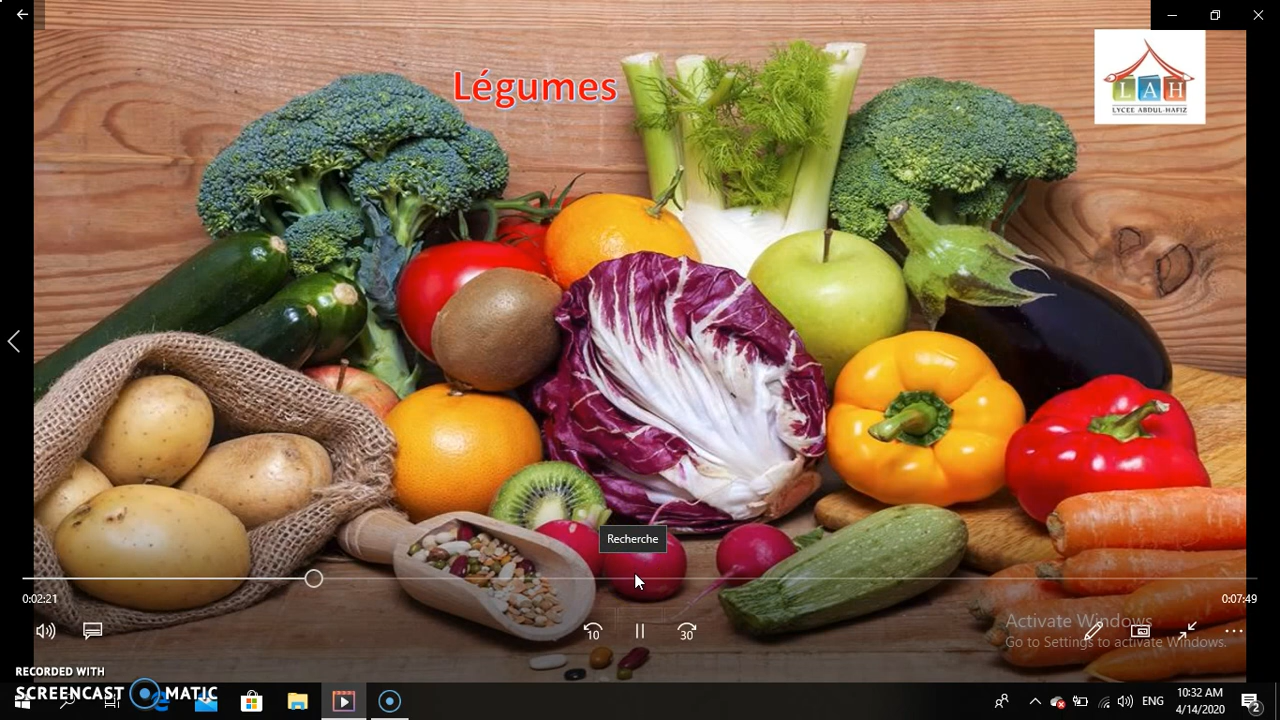 Légumes
LAH
LYCEE ABDUL-HAFIZ
Recherche
0:02:21
0:07:49
10
30
Activate Windows
Go to Settings to activate Windows.
RECORDED WITH
SCREENCAST MATIC
ENG
10:32 AM
4/14/2020
2